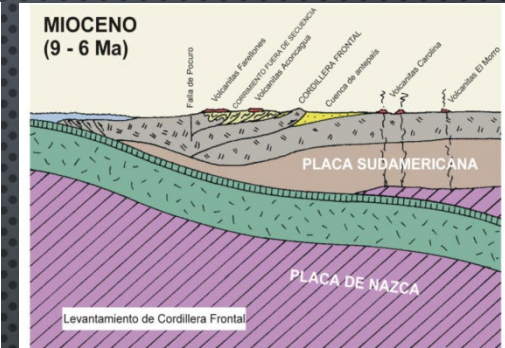 MIOCENO
(9 - 6 Ma)
Falla de Pocuro
Volcanitas Farellones
CORRIMIENTO FUERA DE SECUENCIA
Volcanitas Aconcagua
CORDILLERA FRONTAL
Cuenca de antepaís
Volcanitas Carolina
Volcanitas El Morro
PLACA SUDAMERICANA
PLACA DE NAZCA
Levantamiento de Cordillera Frontal